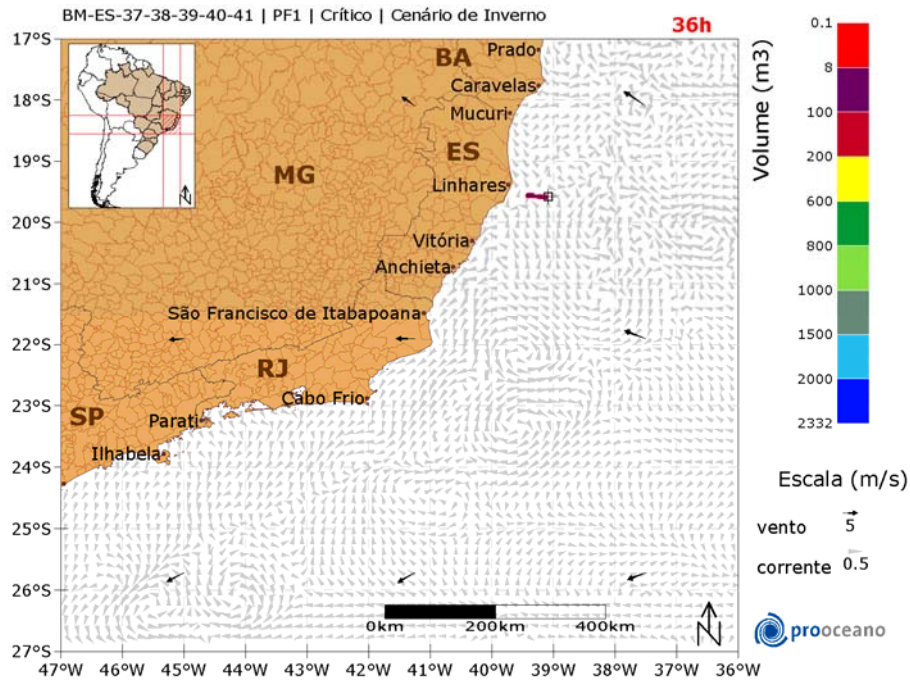 BM-ES-37-38-39-40-41 | PF1 | Crítico | Cenário de Inverno
36h
17°S
18°S
19°S
20°S
21°S
22°S
23°S
24°S
25°S
26°S
27°S
47°W 46°W 45°W 44°W 43°W 42°W 41°W 40°W 39°W 38°W 37°W 36°W
BA
Prado
Caravelas
Mucuri
ES
MG
Linhares
Vitória
Anchieta
São Francisco de Itabapoana
RJ
Cabo Frio
SP
Parati
Ilhabela
N
0km 200km 400km
N
Volume (m3)
0.1
8
100
200
600
800
1000
1500
2000
2332
Escala (m/s)
vento 5
corrente 0.5
prooceano